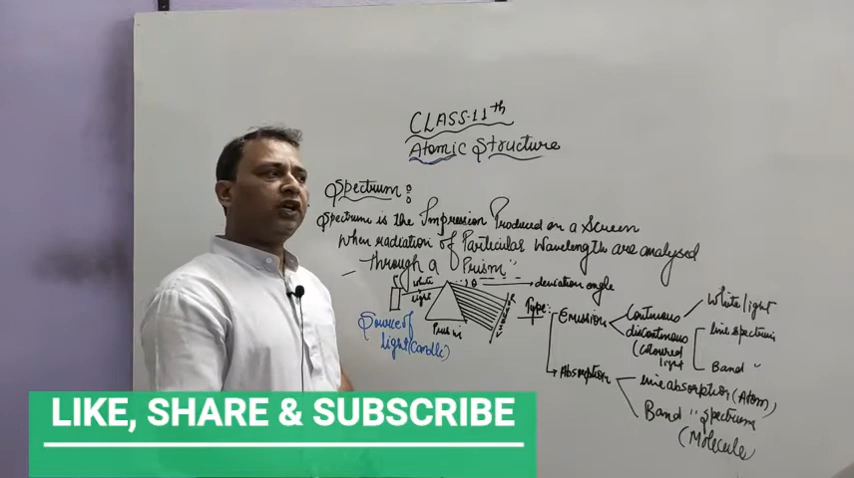 CLASS-11th
Atomic Structure
Spectrum :
Spectrum is the Impression Produced on a Screen
when radiation of Particular Wavelength are analysed
through a Prism"
white light
θ → deviation angle
Prism
Source of
light (Candle)
Type:
Emission
Continuous
White light
discontinous
(coloured
light
line spectrum
Band "
Absorption
line absorption (Atom)
Band " spectrum
(Molecule
LIKE, SHARE & SUBSCRIBE